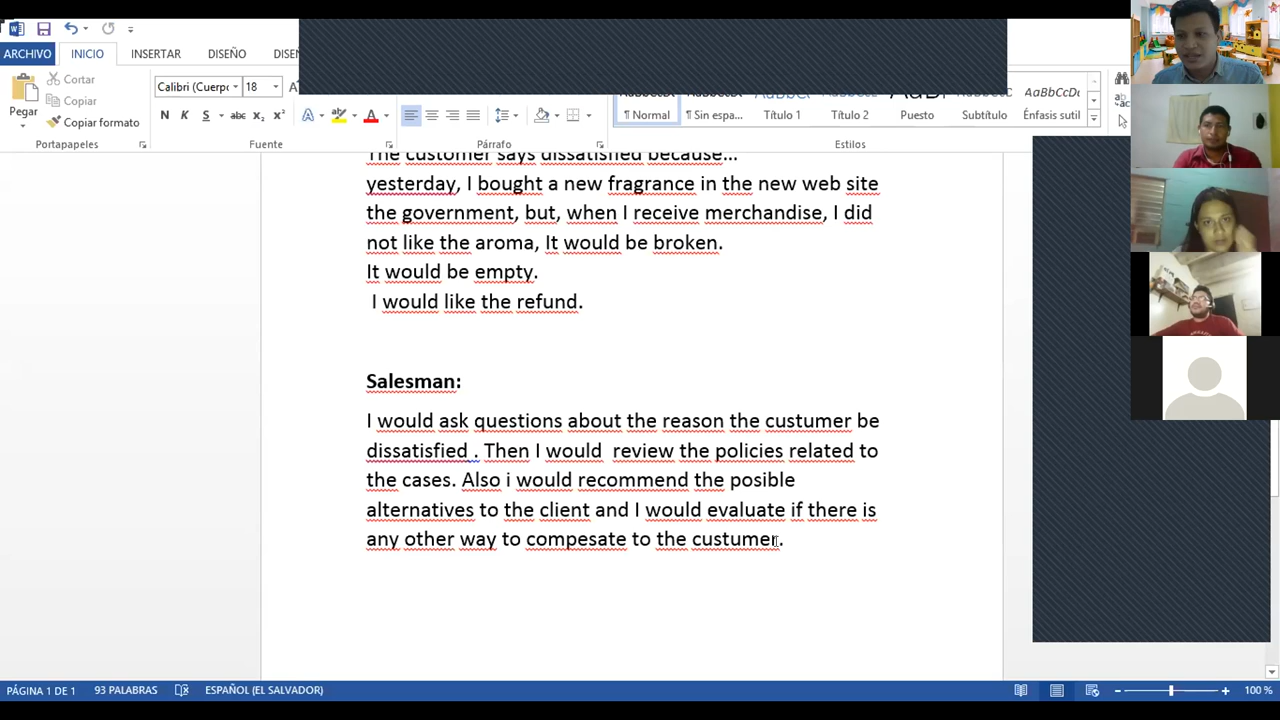 ARCHIVO INICIO INSERTAR DISEÑO
Cortar
Copiar
Copiar formato
Pegar
Portapapeles
Calibri (Cuerpo 18
N K S abc x₂ x²
Fuente
Párrafo
AaBbCcDc
¶ Normal ¶ Sin espa... Título 1 Título 2 Puesto Subtítulo Énfasis sutil
Estilos
The customer says dissatisfied because...
yesterday, I bought a new fragrance in the new web site
the government, but, when I receive merchandise, I did
not like the aroma, It would be broken.
It would be empty.
I would like the refund.
Salesman:
I would ask questions about the reason the custumer be
dissatisfied . Then I would  review the policies related to
the cases. Also i would recommend the posible
alternatives to the client and I would evaluate if there is
any other way to compesate to the custumer.
PÁGINA 1 DE 1 93 PALABRAS ESPAÑOL (EL SALVADOR) 100 %